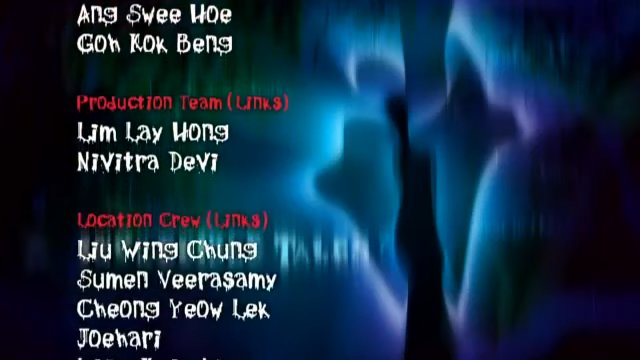 Ang Swee Hoe
Goh Kok Beng
Production Team (Links)
Lim Lay Hong
Nivitra Devi
Location Crew (Links)
Liu Wing Chung
Sumen Veerasamy
Cheong Yeow Lek
Joehari